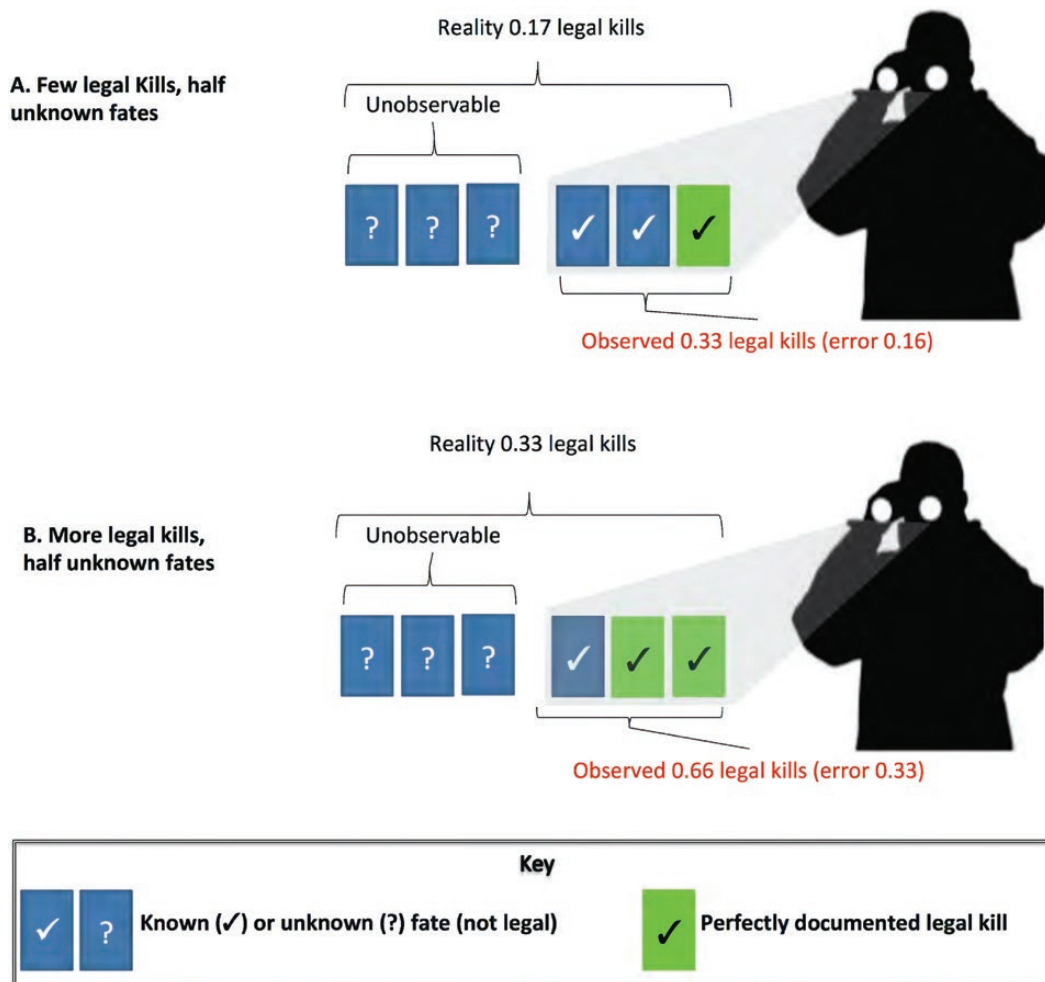 Reality 0.17 legal kills
A. Few legal Kills, half
unknown fates
Unobservable
? ? ? ✓ ✓ ✓
Observed 0.33 legal kills (error 0.16)
Reality 0.33 legal kills
B. More legal kills,
half unknown fates
Unobservable
? ? ? ✓ ✓ ✓
Observed 0.66 legal kills (error 0.33)
Key
✓ ? Known (✓) or unknown (?) fate (not legal) ✓ Perfectly documented legal kill